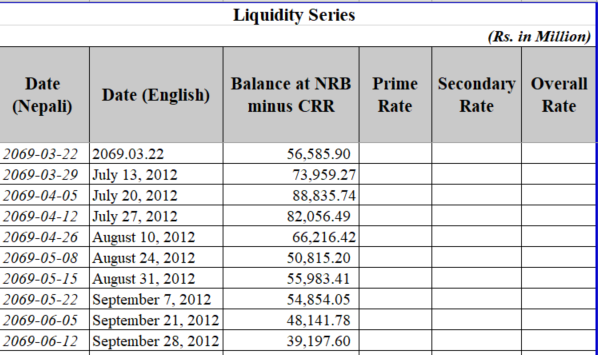 Liquidity Series
(Rs. in Million)
Date (Nepali) Date (English) Balance at NRB minus CRR Prime Rate Secondary Rate Overall Rate
2069-03-22 2069.03.22 56,585.90
2069-03-29 July 13, 2012 73,959.27
2069-04-05 July 20, 2012 88,835.74
2069-04-12 July 27, 2012 82,056.49
2069-04-26 August 10, 2012 66,216.42
2069-05-08 August 24, 2012 50,815.20
2069-05-15 August 31, 2012 55,983.41
2069-05-22 September 7, 2012 54,854.05
2069-06-05 September 21, 2012 48,141.78
2069-06-12 September 28, 2012 39,197.60